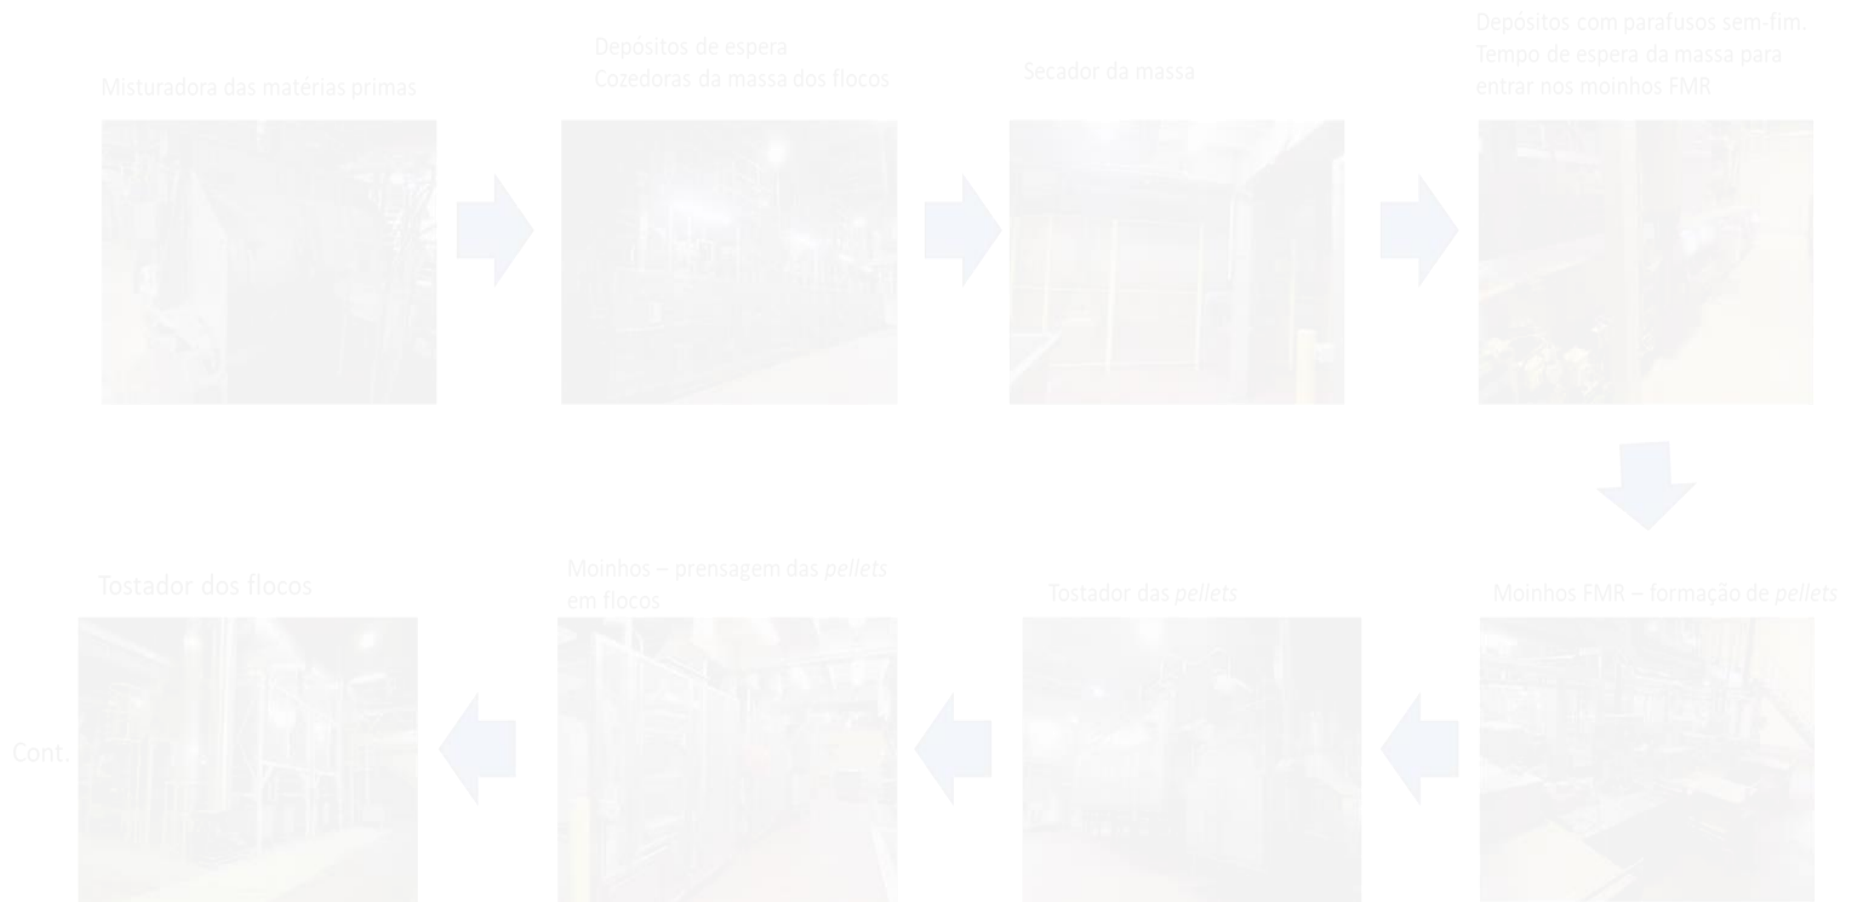 Misturadora das matérias primas
Depósitos de espera
Cozedoras da massa dos flocos
Secador da massa
Depósitos com parafusos sem-fim.
Tempo de espera da massa para
entrar nos moinhos FMR
Moinhos FMR – formação de pellets
Tostador das pellets
Moinhos – prensagem das pellets
em flocos
Tostador dos flocos
Cont.